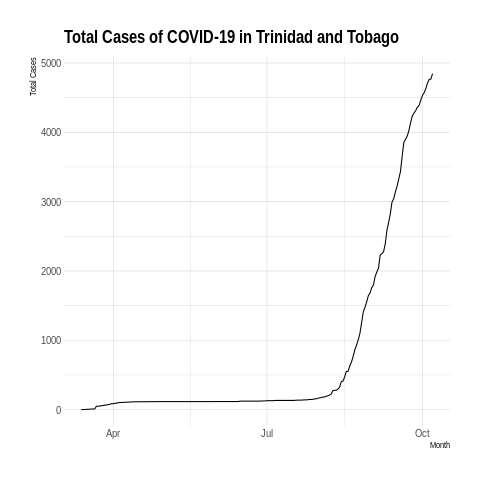 Total Cases of COVID-19 in Trinidad and Tobago
Total Cases
5000
4000
3000
2000
1000
0
Apr
Jul
Oct
Month